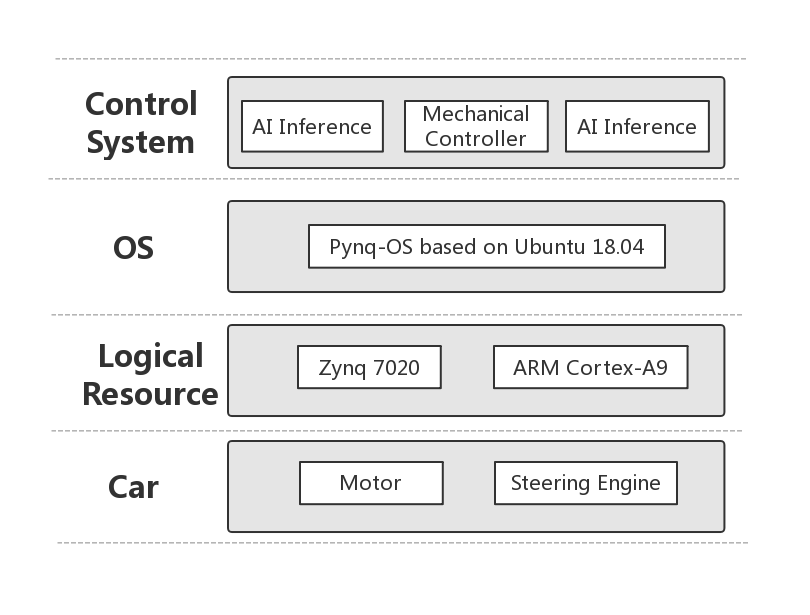 Control
System
AI Inference
Mechanical
Controller
AI Inference
OS
Pynq-OS based on Ubuntu 18.04
Logical
Resource
Zynq 7020
ARM Cortex-A9
Car
Motor
Steering Engine